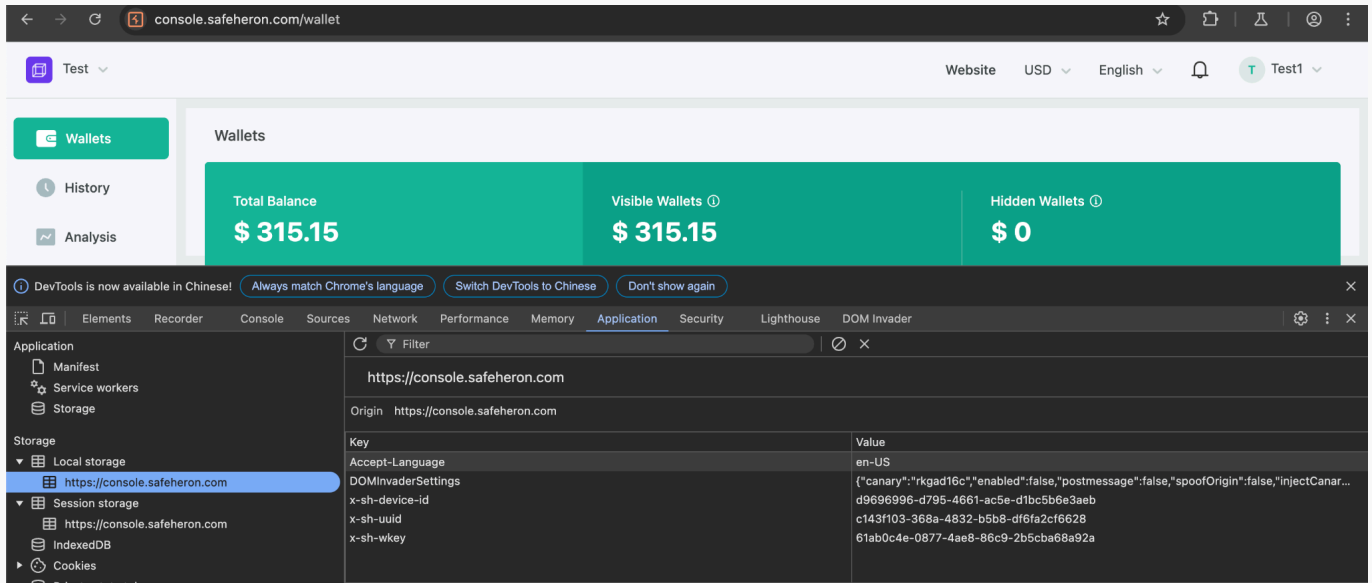 console.safeheron.com/wallet
Test
Website USD English T Test1
Wallets
History
Analysis
Wallets
Total Balance
$ 315.15
Visible Wallets
$ 315.15
Hidden Wallets
$ 0
DevTools is now available in Chinese! Always match Chrome's language Switch DevTools to Chinese Don't show again
Elements Recorder Console Sources Network Performance Memory Application Security Lighthouse DOM Invader
Application
Manifest
Service workers
Storage
Storage
Local storage
https://console.safeheron.com
Session storage
https://console.safeheron.com
IndexedDB
Cookies
Filter
https://console.safeheron.com
Origin https://console.safeheron.com
Key Value
Accept-Language en-US
DOMInvaderSettings {"canary":"rkgad16c","enabled":false,"postmessage":false,"spoofOrigin":false,"injectCanar...
x-sh-device-id d9696996-d795-4661-ac5e-d1bc5b6e3aeb
x-sh-uuid c143f103-368a-4832-b5b8-df6fa2cf6628
x-sh-wkey 61ab0c4e-0877-4ae8-86c9-2b5cba68a92a